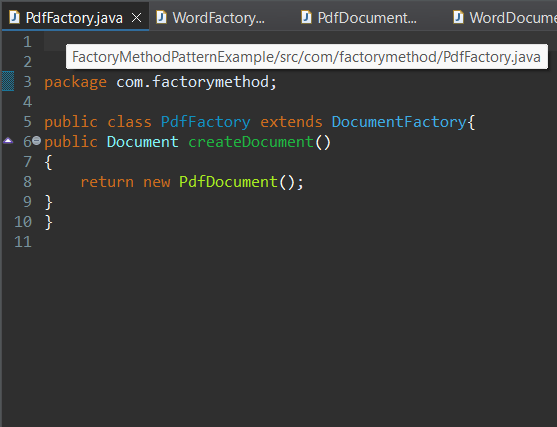 PdfFactory.java
WordFactory...
PdfDocument...
WordDocume
1
2
FactoryMethodPatternExample/src/com/factorymethod/PdfFactory.java
3 package com.factorymethod;
4
5 public class PdfFactory extends DocumentFactory{
6 public Document createDocument()
7 {
8     return new PdfDocument();
9 }
10 }
11